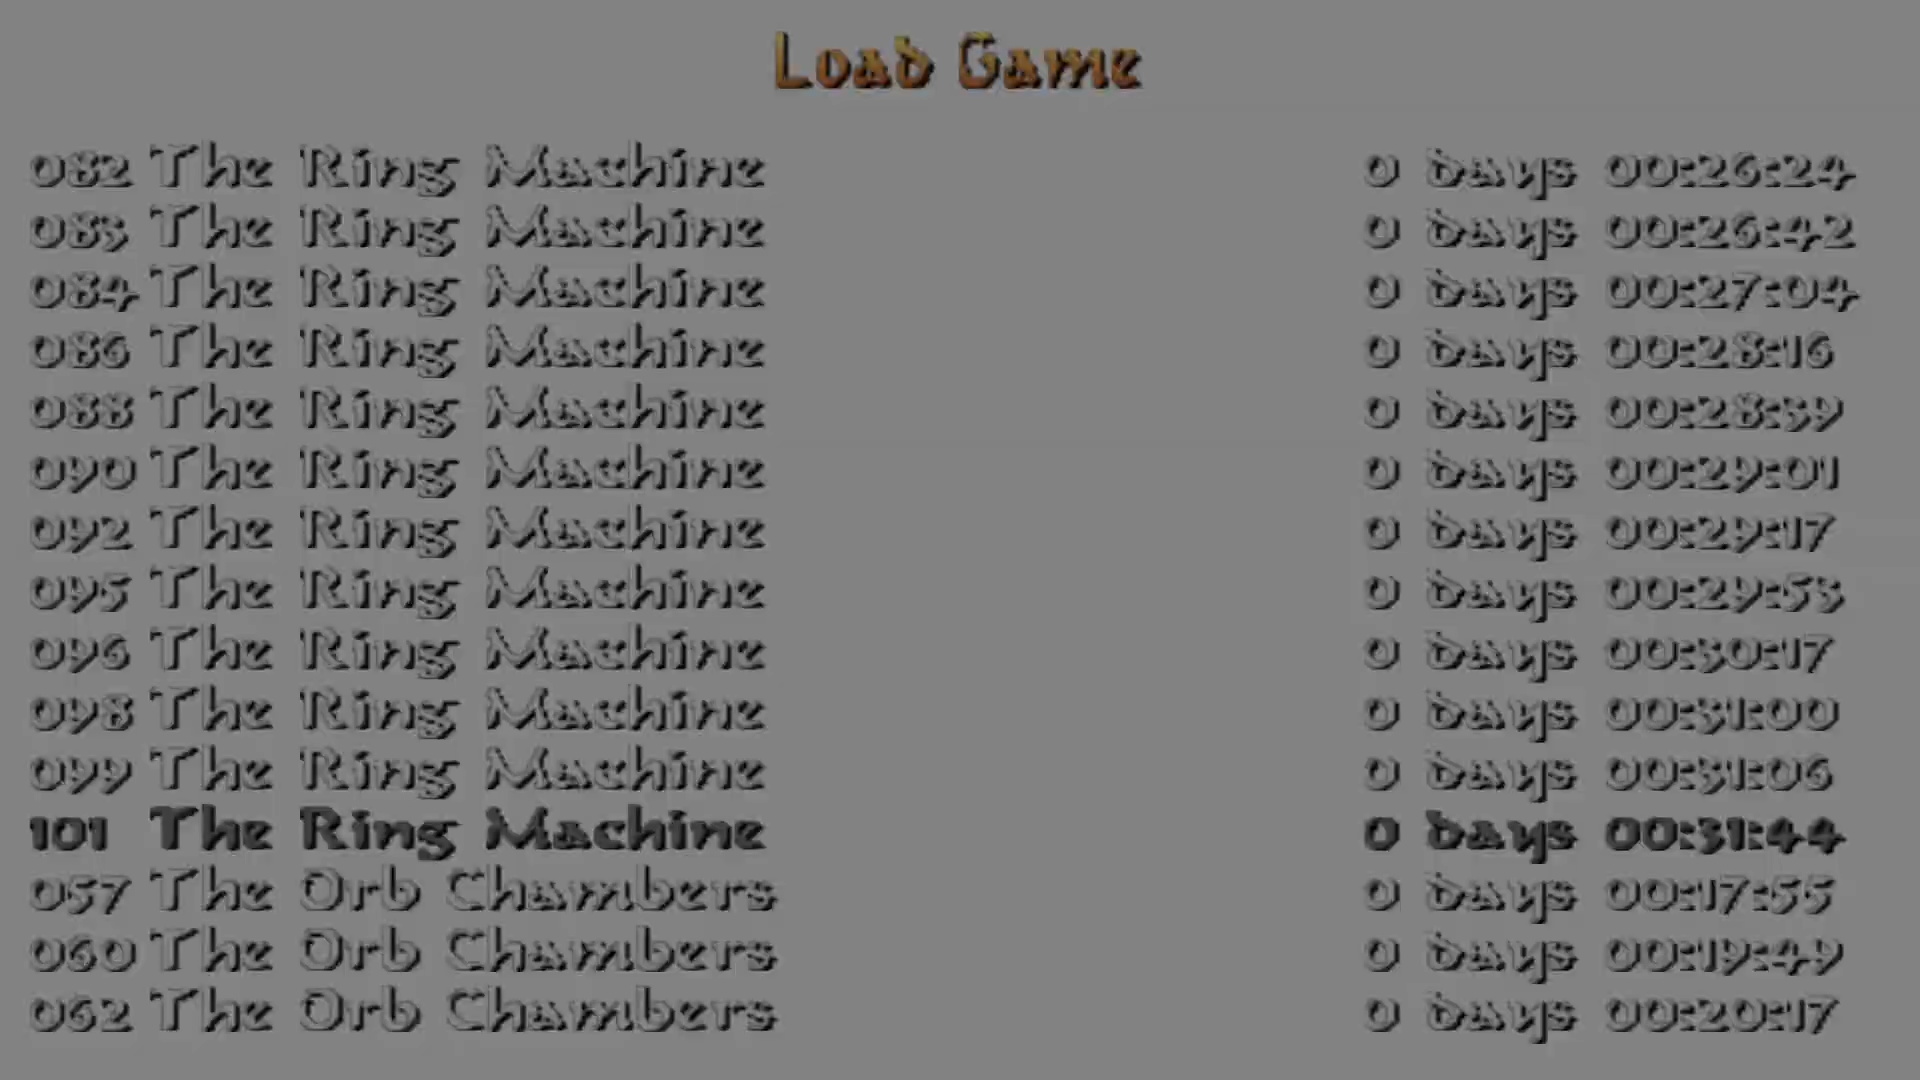 Load Game
082 The Ring Machine 0 days 00:26:24
083 The Ring Machine 0 days 00:26:42
084 The Ring Machine 0 days 00:27:04
086 The Ring Machine 0 days 00:28:16
088 The Ring Machine 0 days 00:28:39
090 The Ring Machine 0 days 00:29:01
092 The Ring Machine 0 days 00:29:17
095 The Ring Machine 0 days 00:29:53
096 The Ring Machine 0 days 00:30:17
098 The Ring Machine 0 days 00:31:00
099 The Ring Machine 0 days 00:31:06
101 The Ring Machine 0 days 00:31:44
057 The Orb Chambers 0 days 00:17:55
060 The Orb Chambers 0 days 00:19:49
062 The Orb Chambers 0 days 00:20:17